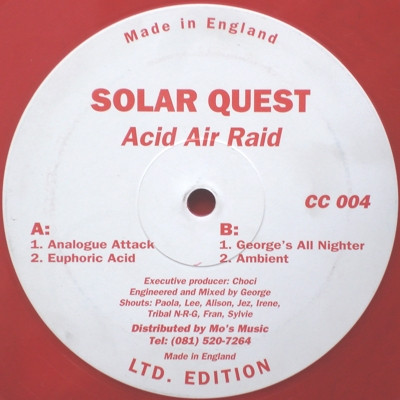 Made in England
SOLAR QUEST
Acid Air Raid
CC 004
A:
1. Analogue Attack
2. Euphoric Acid
B:
1. George's All Nighter
2. Ambient
Executive producer: Choci
Engineered and Mixed by George
Shouts: Paola, Lee, Alison, Jez, Irene,
Tribal N-R-G, Fran, Sylvie
Distributed by Mo's Music
Tel: (081) 520-7264
Made in England
LTD. EDITION